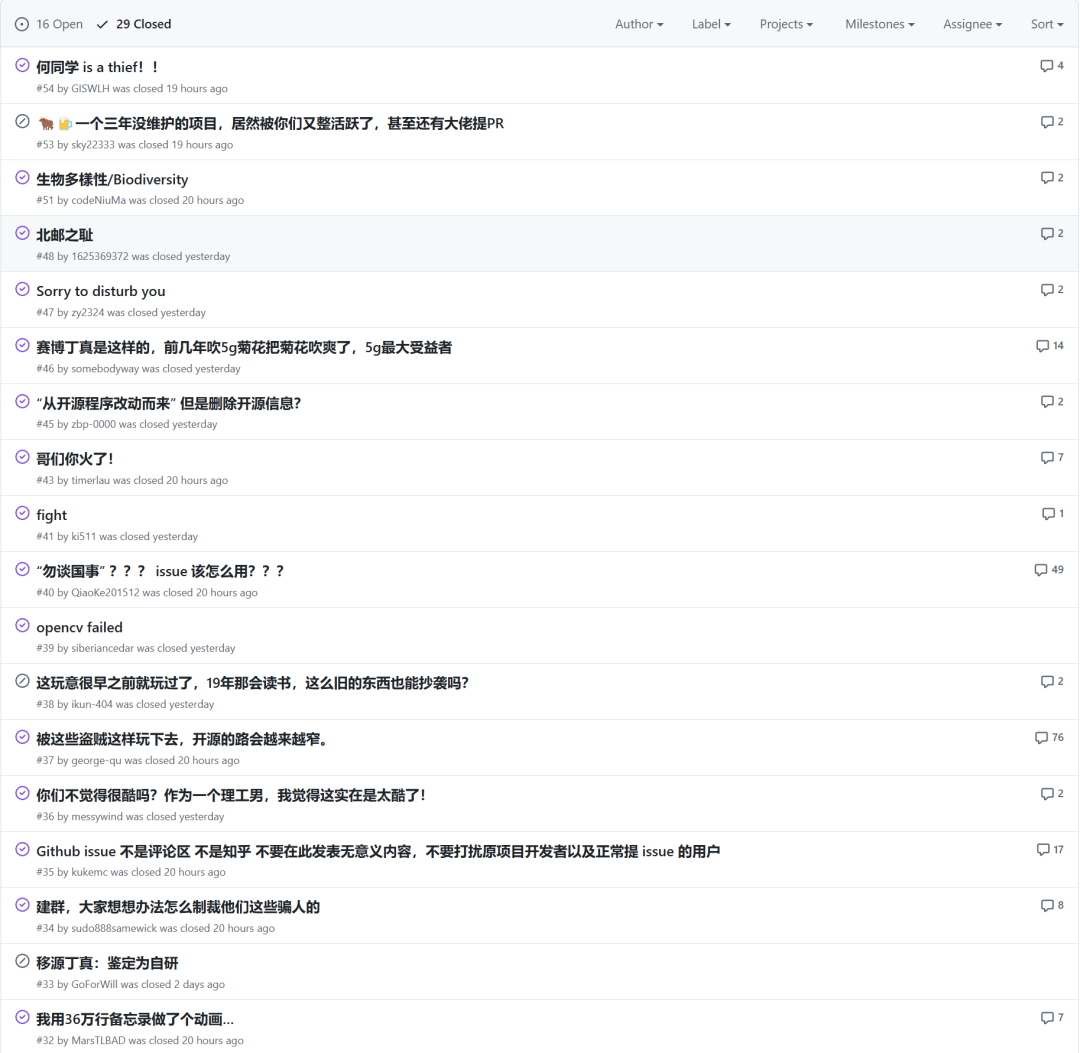 16 Open 29 Closed Author Label Projects Milestones Assignee Sort
何同学 is a thief！！ 4
#54 by GISWLH was closed 19 hours ago
🐂🍺一个三年没维护的项目，居然被你们又整活跃了，甚至还有大佬提PR 2
#53 by sky22333 was closed 19 hours ago
生物多樣性/Biodiversity 2
#51 by codeNiuMa was closed 20 hours ago
北邮之耻 2
#48 by 1625369372 was closed yesterday
Sorry to disturb you 2
#47 by zy2324 was closed yesterday
赛博丁真是这样的，前几年吹5g菊花把菊花吹爽了，5g最大受益者 14
#46 by somebodyway was closed yesterday
“从开源程序改动而来” 但是删除开源信息？ 2
#45 by zbp-0000 was closed yesterday
哥们你火了！ 7
#43 by timerlau was closed 20 hours ago
fight 1
#41 by ki511 was closed yesterday
“勿谈国事”？？？ issue 该怎么用？？？ 49
#40 by QiaoKe201512 was closed 20 hours ago
opencv failed
#39 by siberiancedar was closed yesterday
这玩意很早之前就玩过了，19年那会读书，这么旧的东西也能抄袭吗？ 2
#38 by ikun-404 was closed yesterday
被这些盗贼这样玩下去，开源的路会越来越窄。 76
#37 by george-qu was closed 20 hours ago
你们不觉得很酷吗？作为一个理工男，我觉得这实在是太酷了！ 2
#36 by messywind was closed yesterday
Github issue 不是评论区 不是知乎 不要在此发表无意义内容，不要打扰原项目开发者以及正常提 issue 的用户 17
#35 by kukemc was closed 20 hours ago
建群，大家想想办法怎么制裁他们这些骗人的 8
#34 by sudo888samewick was closed 20 hours ago
移源丁真：鉴定为自研
#33 by GoForWill was closed 2 days ago
我用36万行备忘录做了个动画... 7
#32 by MarsTLBAD was closed 20 hours ago